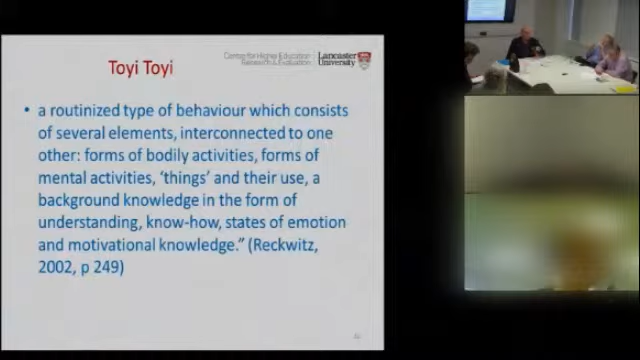 Toyi Toyi
Centre for Higher Education
Research & Evaluation
Lancaster
University
• a routinized type of behaviour which consists
of several elements, interconnected to one
other: forms of bodily activities, forms of
mental activities, ‘things’ and their use, a
background knowledge in the form of
understanding, know-how, states of emotion
and motivational knowledge.” (Reckwitz,
2002, p 249)